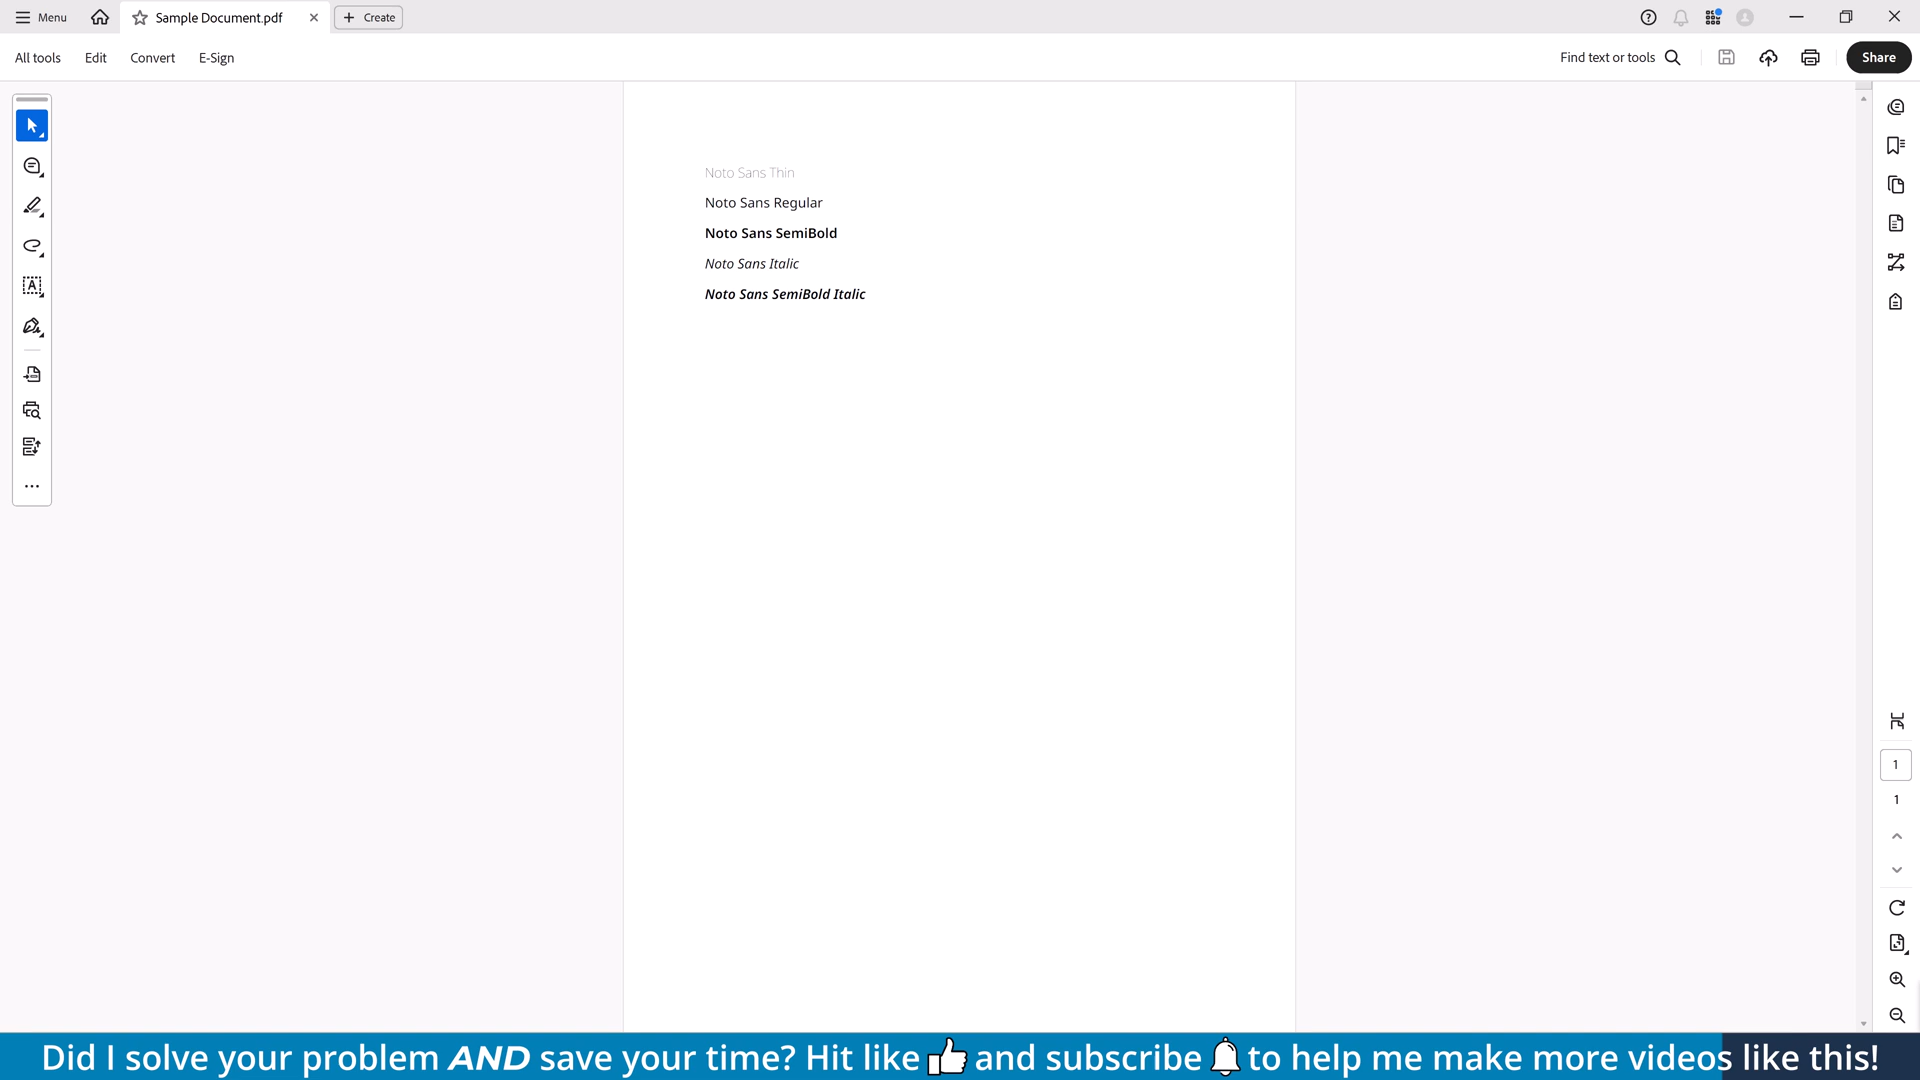 Menu
Sample Document.pdf
Create
All tools
Edit
Convert
E-Sign
Find text or tools
Share
Noto Sans Thin
Noto Sans Regular
Noto Sans SemiBold
Noto Sans Italic
Noto Sans SemiBold Italic
1
1
Did I solve your problem AND save your time? Hit like and subscribe to help me make more videos like this!